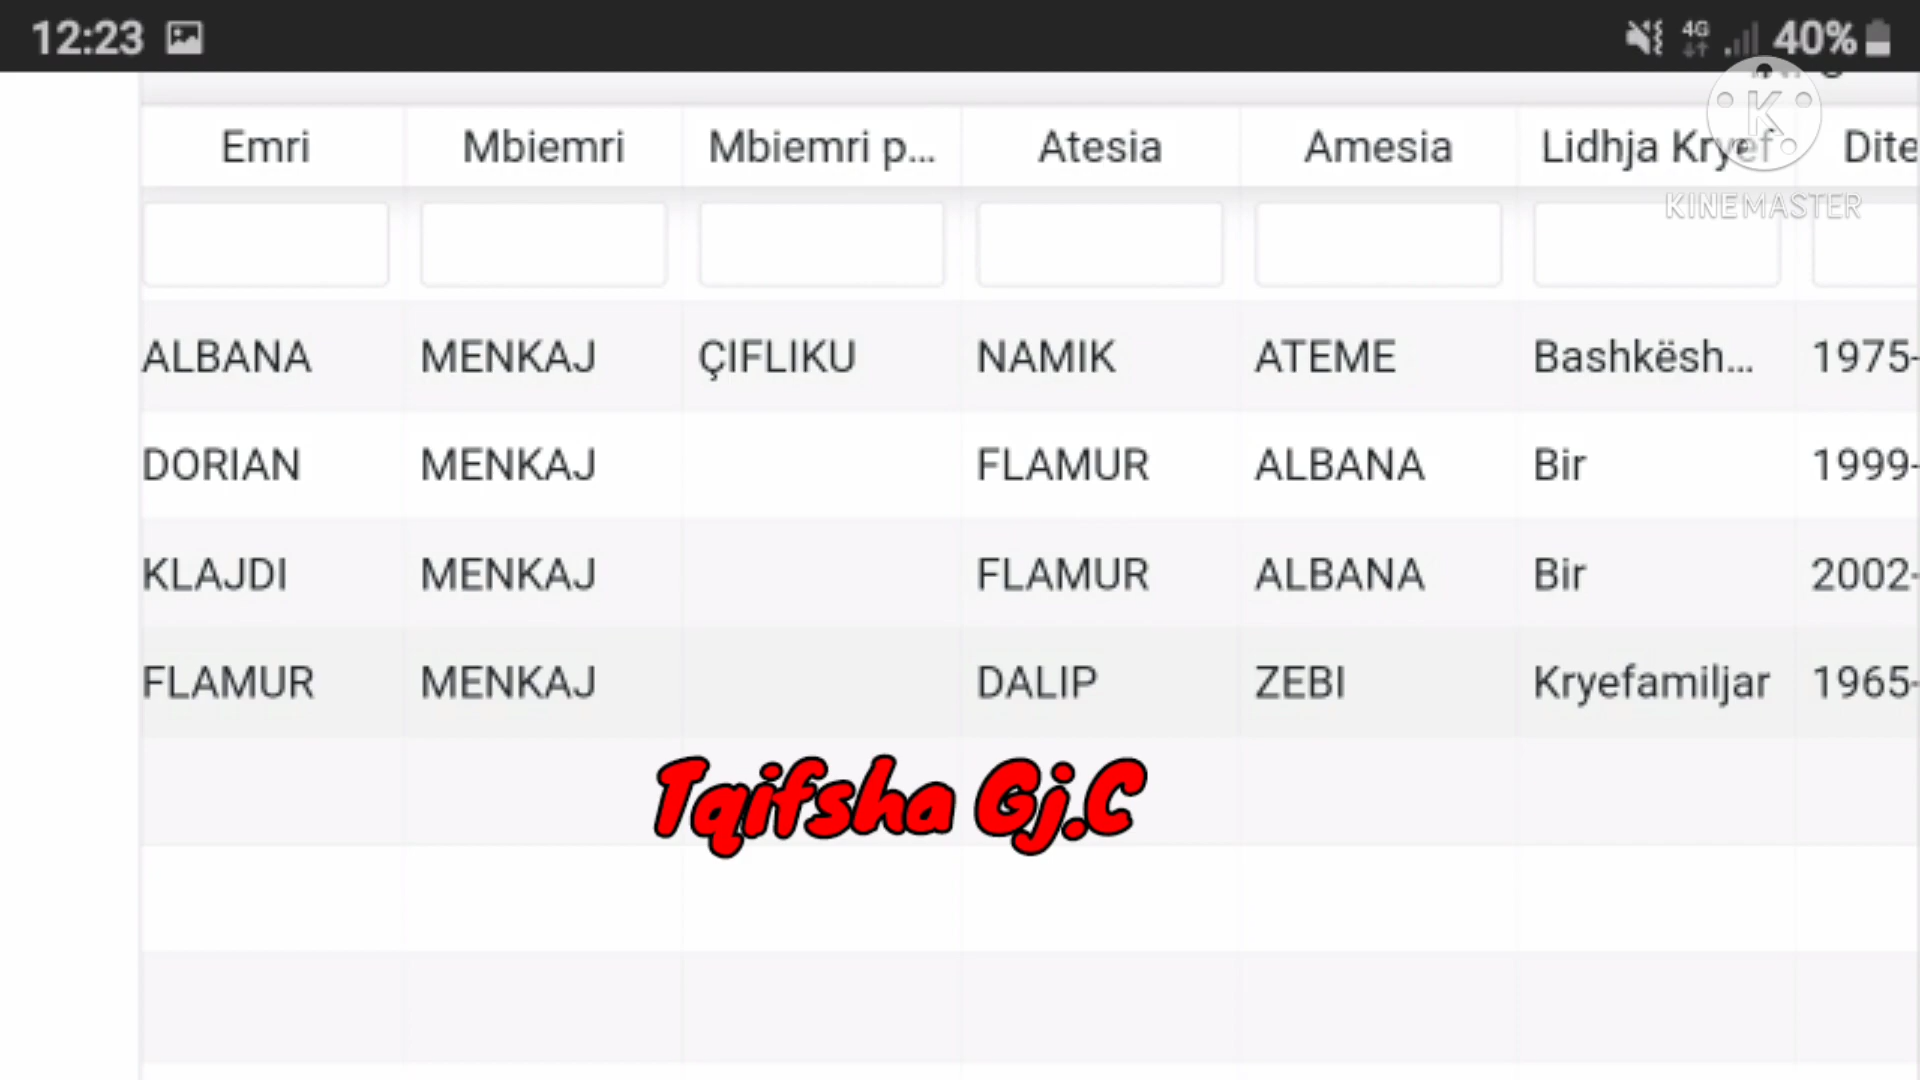 12:23 4G 40%
Emri Mbiemri Mbiemri p... Atesia Amesia Lidhja Kryef Dite
KINEMASTER
ALBANA MENKAJ ÇIFLIKU NAMIK ATEME Bashkësh... 1975-
DORIAN MENKAJ FLAMUR ALBANA Bir 1999-
KLAJDI MENKAJ FLAMUR ALBANA Bir 2002-
FLAMUR MENKAJ DALIP ZEBI Kryefamiljar 1965-
Tqifsha Gj.C